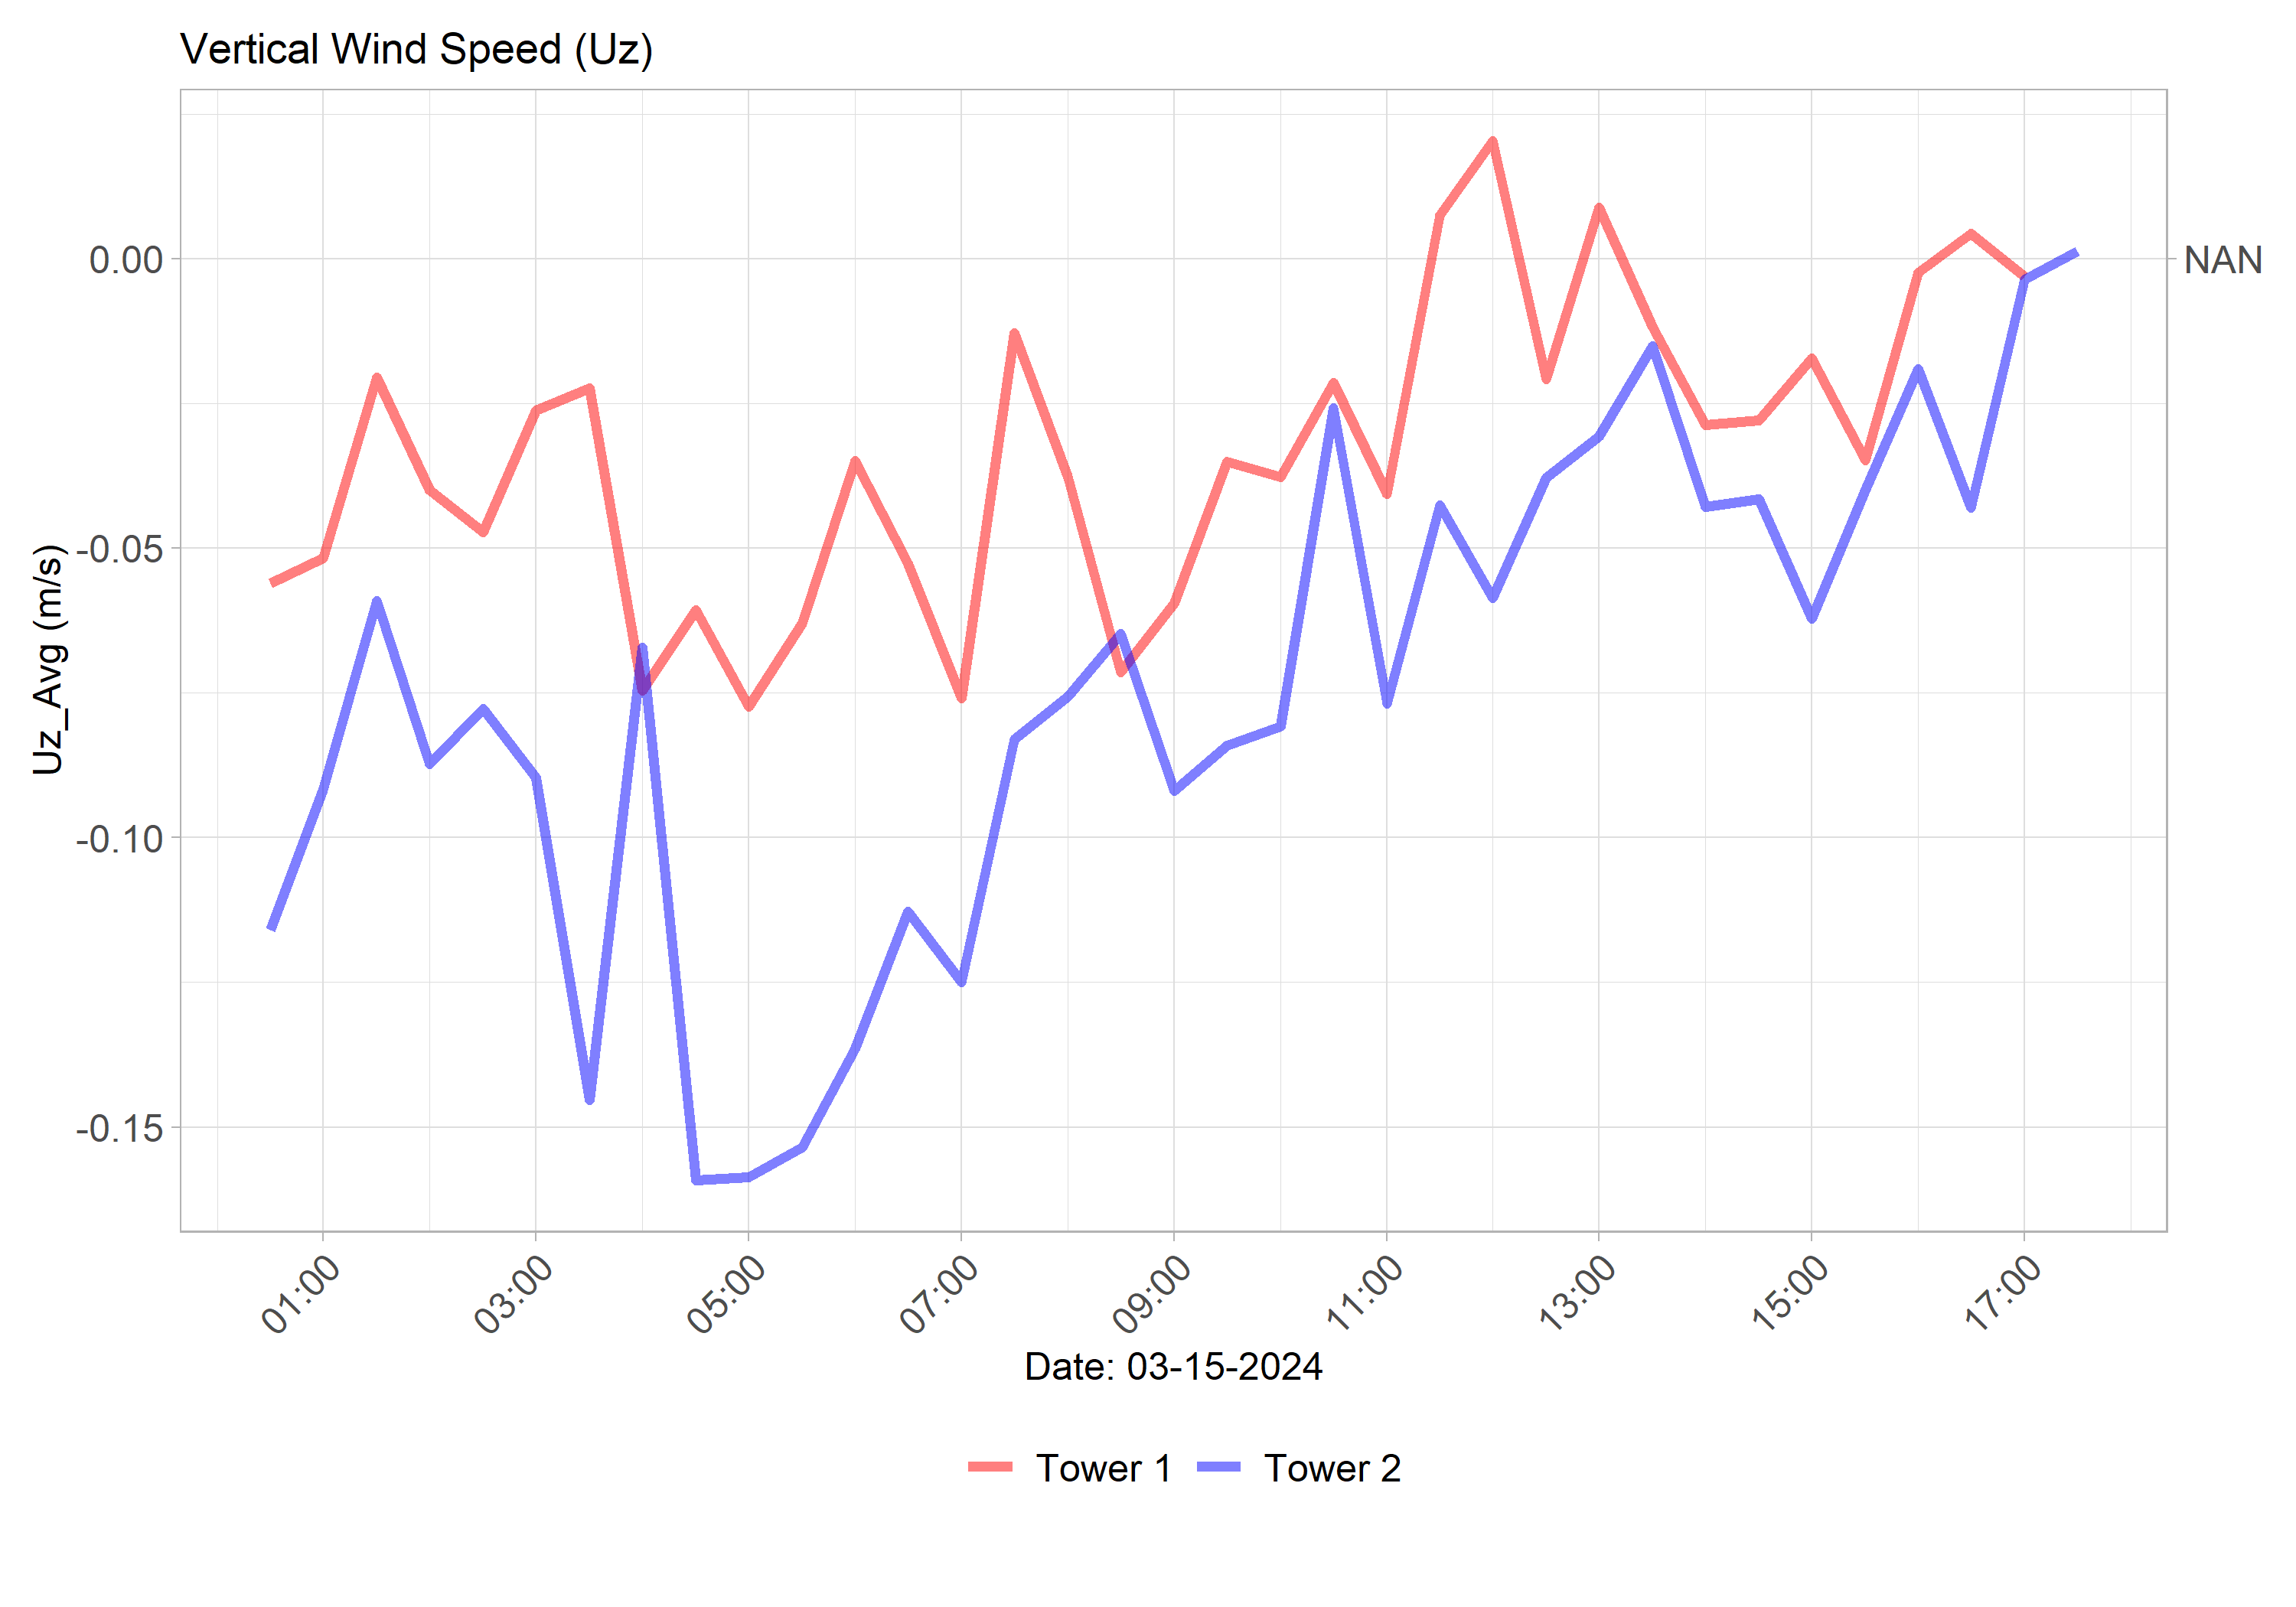 Vertical Wind Speed (Uz)
Uz_Avg (m/s)
0.00
-0.05
-0.10
-0.15
NAN
01:00
03:00
05:00
07:00
09:00
11:00
13:00
15:00
17:00
Date: 03-15-2024
Tower 1 Tower 2